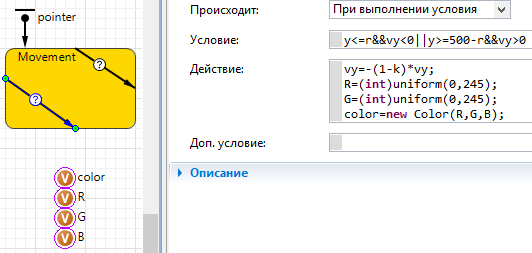 pointer
Movement
?
?
V color
V R
V G
V B
Происходит: При выполнении условия
Условие: y<=r&&vy<0||y>=500-r&&vy>0
Действие: vy=-(1-k)*vy;
R=(int)uniform(0,245);
G=(int)uniform(0,245);
color=new Color(R,G,B);
Доп. условие:
Описание